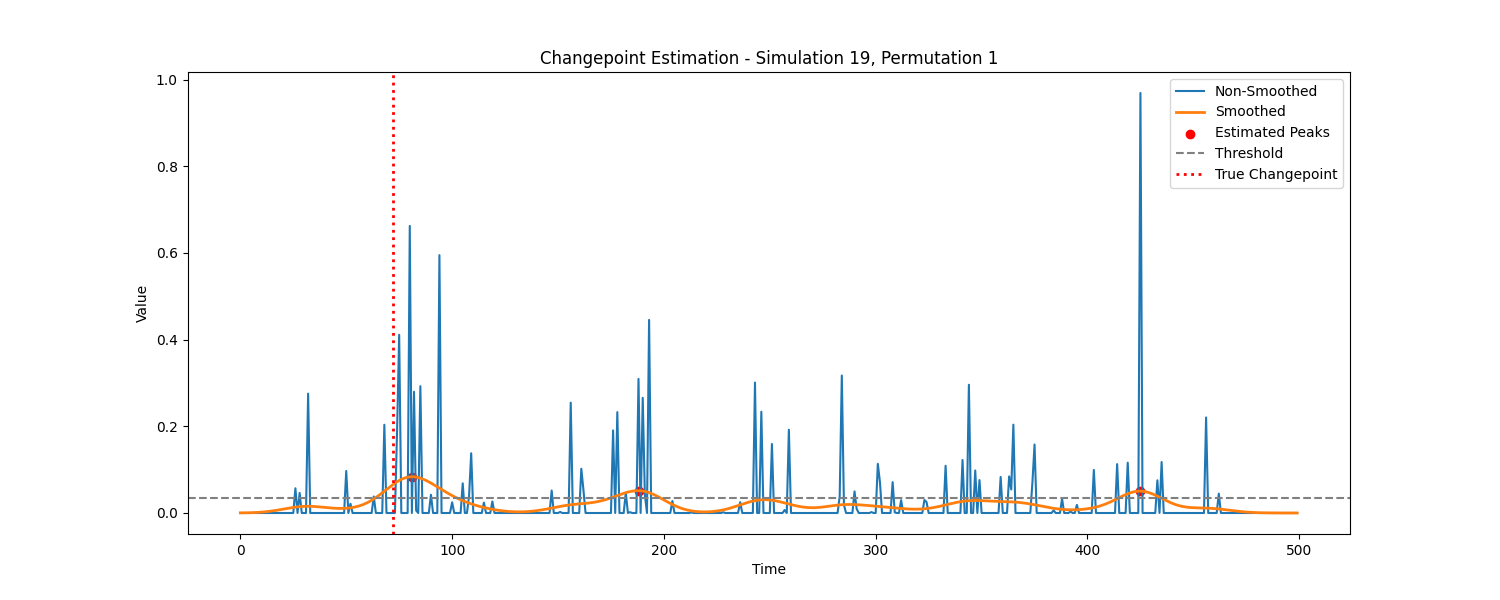 Changepoint Estimation - Simulation 19, Permutation 1
1.0
0.8
0.6
0.4
0.2
0.0
Value
0 100 200 300 400 500
Time
Non-Smoothed
Smoothed
Estimated Peaks
Threshold
True Changepoint